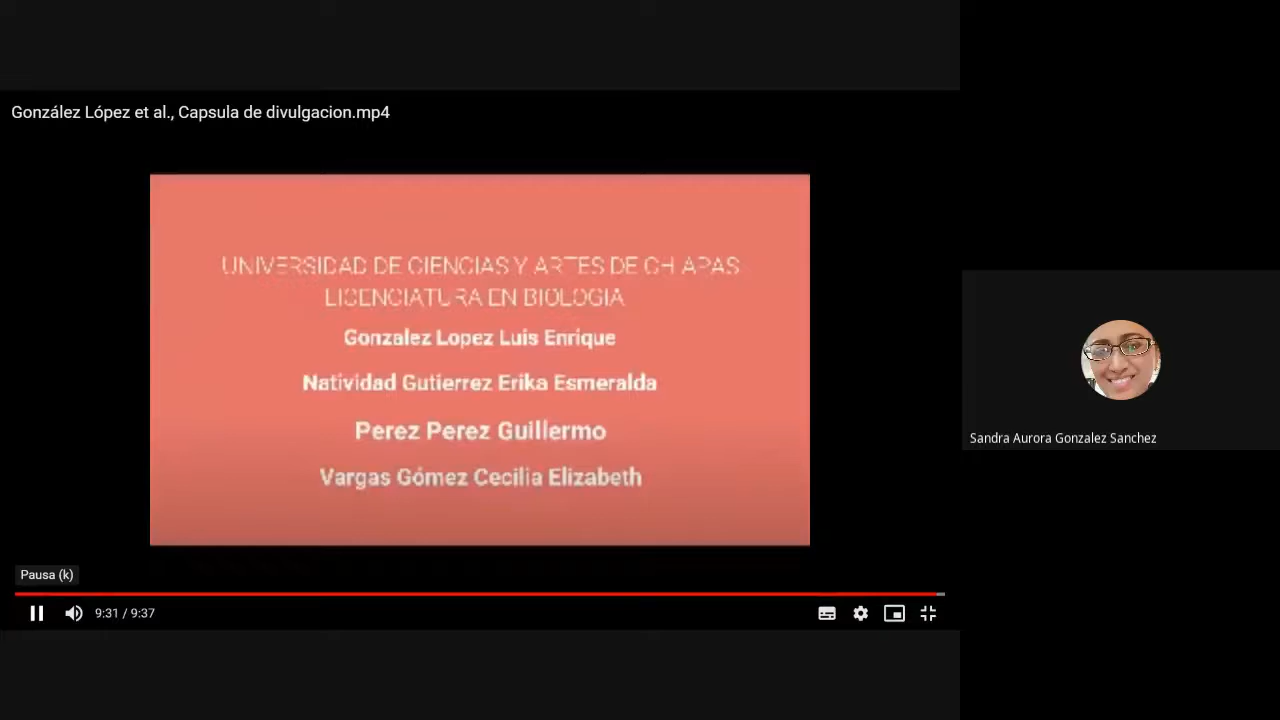 González López et al., Capsula de divulgacion.mp4
UNIVERSIDAD DE CIENCIAS Y ARTES DE CHIAPAS
LICENCIATURA EN BIOLOGIA
Gonzalez Lopez Luis Enrique
Natividad Gutierrez Erika Esmeralda
Perez Perez Guillermo
Vargas Gómez Cecilia Elizabeth
Sandra Aurora Gonzalez Sanchez
Pausa (k)
9:31 / 9:37